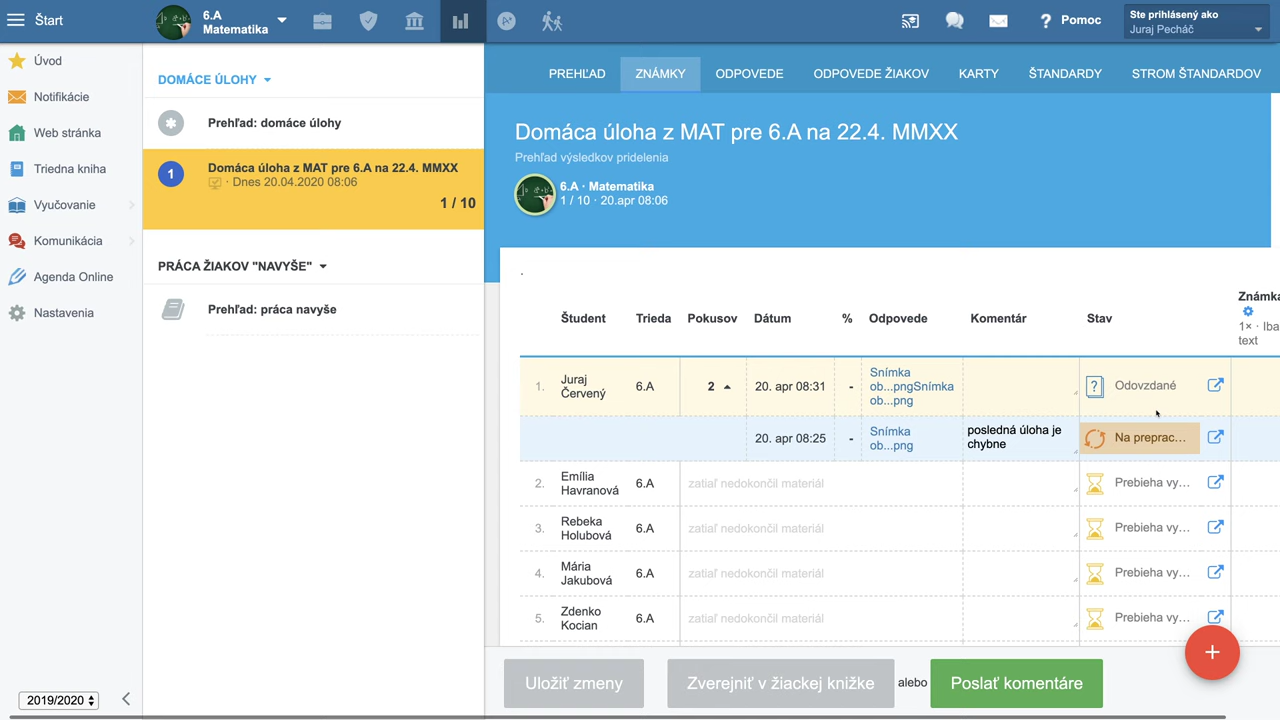 Štart
6.A
Matematika
Pomoc
Ste prihlásený ako
Juraj Pecháč
Úvod
Notifikácie
Web stránka
Triedna kniha
Vyučovanie
Komunikácia
Agenda Online
Nastavenia
2019/2020
DOMÁCE ÚLOHY
Prehľad: domáce úlohy
1
Domáca úloha z MAT pre 6.A na 22.4. MMXX
· Dnes 20.04.2020 08:06
1 / 10
PRÁCA ŽIAKOV "NAVYŠE"
Prehľad: práca navyše
PREHĽAD ZNÁMKY ODPOVEDE ODPOVEDE ŽIAKOV KARTY ŠTANDARDY STROM ŠTANDARDOV
Domáca úloha z MAT pre 6.A na 22.4. MMXX
Prehľad výsledkov pridelenia
6.A · Matematika
1 / 10 · 20.apr 08:06
.
Študent Trieda Pokusov Dátum % Odpovede Komentár Stav
Známka
1× · Iba
text
1. Juraj
Červený
6.A 2 20. apr 08:31 -
Snímka
ob...pngSnímka
ob...png
Odovzdané
20. apr 08:25 -
Snímka
ob...png
posledná úloha je
chybne
Na preprac...
2. Emília
Havranová
6.A zatiaľ nedokončil materiál Prebieha vy...
3. Rebeka
Holubová
6.A zatiaľ nedokončil materiál Prebieha vy...
4. Mária
Jakubová
6.A zatiaľ nedokončil materiál Prebieha vy...
5. Zdenko
Kocian
6.A zatiaľ nedokončil materiál Prebieha vy...
+
Uložiť zmeny Zverejniť v žiackej knižke alebo Poslať komentáre